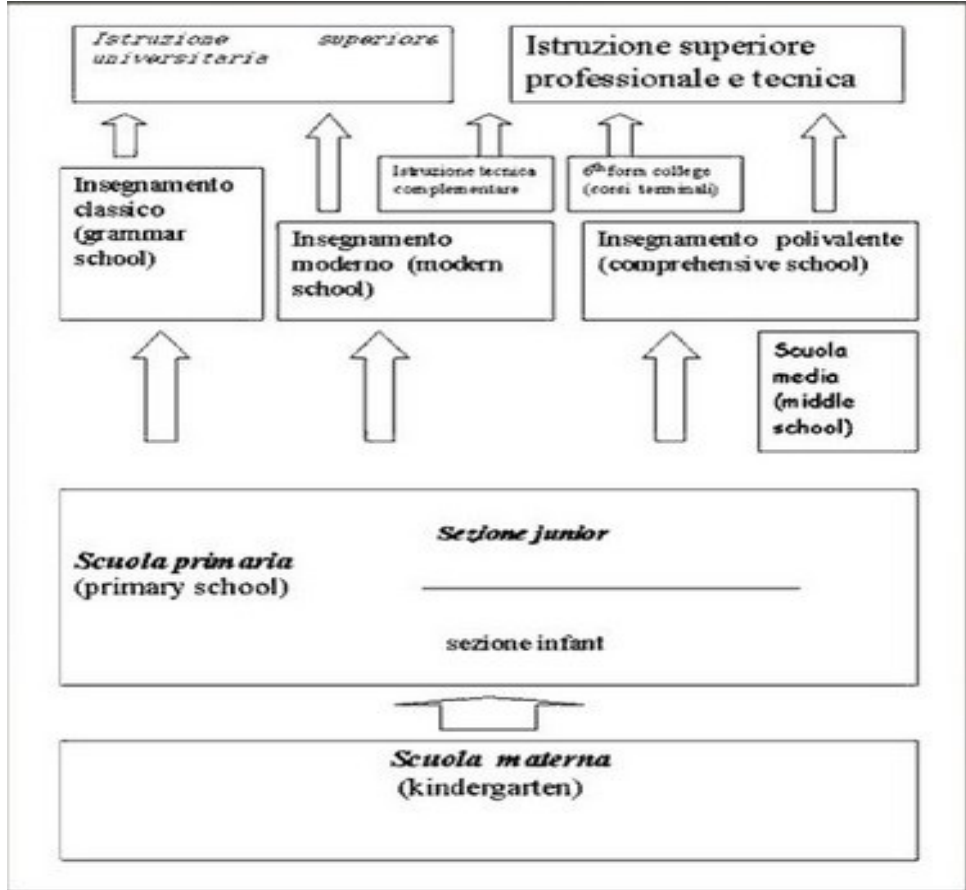 Istruzione superiore
universitaria
Istruzione superiore
professionale e tecnica
Insegnamento
classico
(grammar
school)
Istruzione tecnica
complementare
6th form college
(corsi terminali)
Insegnamento
moderno (modern
school)
Insegnamento polivalente
(comprehensive school)
Scuola
media
(middle
school)
Scuola primaria
(primary school)
Sezione junior
sezione infant
Scuola materna
(kindergarten)